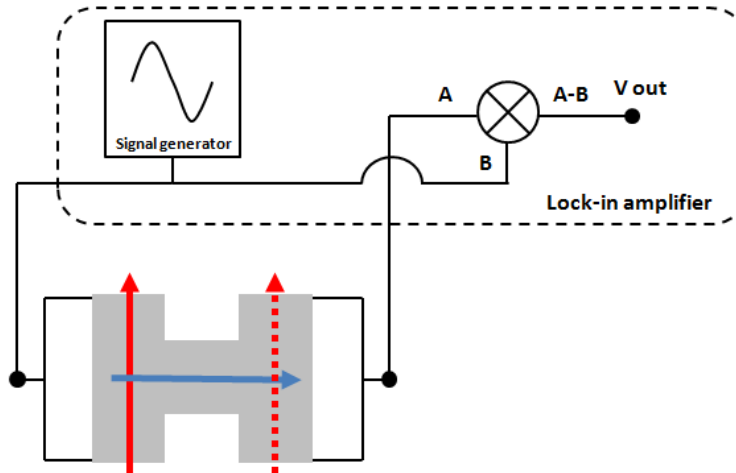 Signal generator
A
A-B
V out
B
Lock-in amplifier